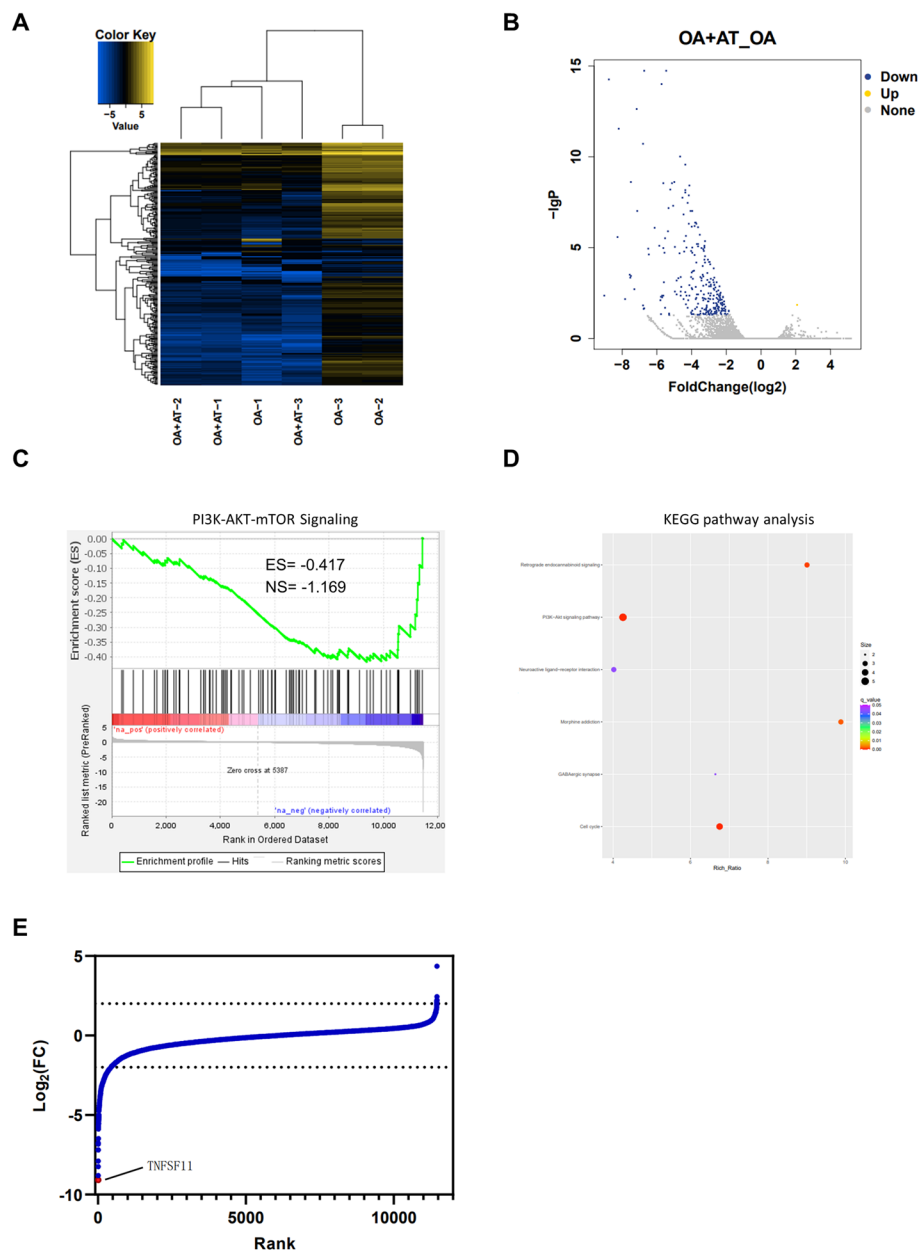 A
Color Key
−5 5
Value
OA+AT−2
OA+AT−1
OA−1
OA+AT−3
OA−3
OA−2
B
OA+AT_OA
Down
Up
None
15
10
5
0
−lgP
−8 −6 −4 −2 0 2 4
FoldChange(log2)
C
PI3K-AKT-mTOR Signaling
ES= -0.417
NS= -1.169
Enrichment score (ES)
0.00
-0.05
-0.10
-0.15
-0.20
-0.25
-0.30
-0.35
-0.40
Ranked list metric (PreRanked)
5
0
-5
-10
-15
-20
'na_pos' (positively correlated)
Zero cross at 5387
'na_neg' (negatively correlated)
0 2,000 4,000 6,000 8,000 10,000 12,00
Rank in Ordered Dataset
Enrichment profile Hits Ranking metric scores
D
KEGG pathway analysis
Retrograde endocannabinoid signaling
PI3K−Akt signaling pathway
Neuroactive ligand−receptor interaction
Morphine addiction
GABAergic synapse
Cell cycle
4 6 8 10
Rich_Ratio
Size
2
3
4
5
q_value
0.05
0.04
0.03
0.02
0.01
0.00
E
Log2(FC)
5
0
-5
-10
TNFSF11
0 5000 10000
Rank